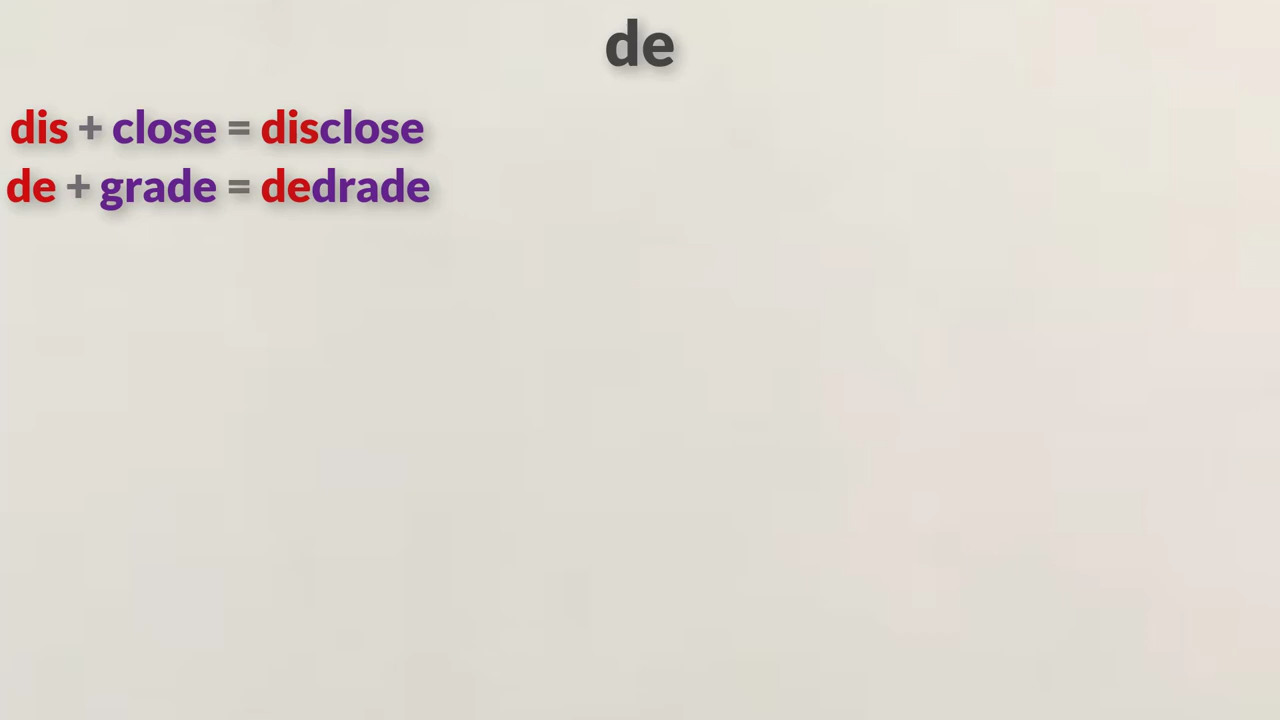 de
dis + close = disclose
de + grade = dedrade